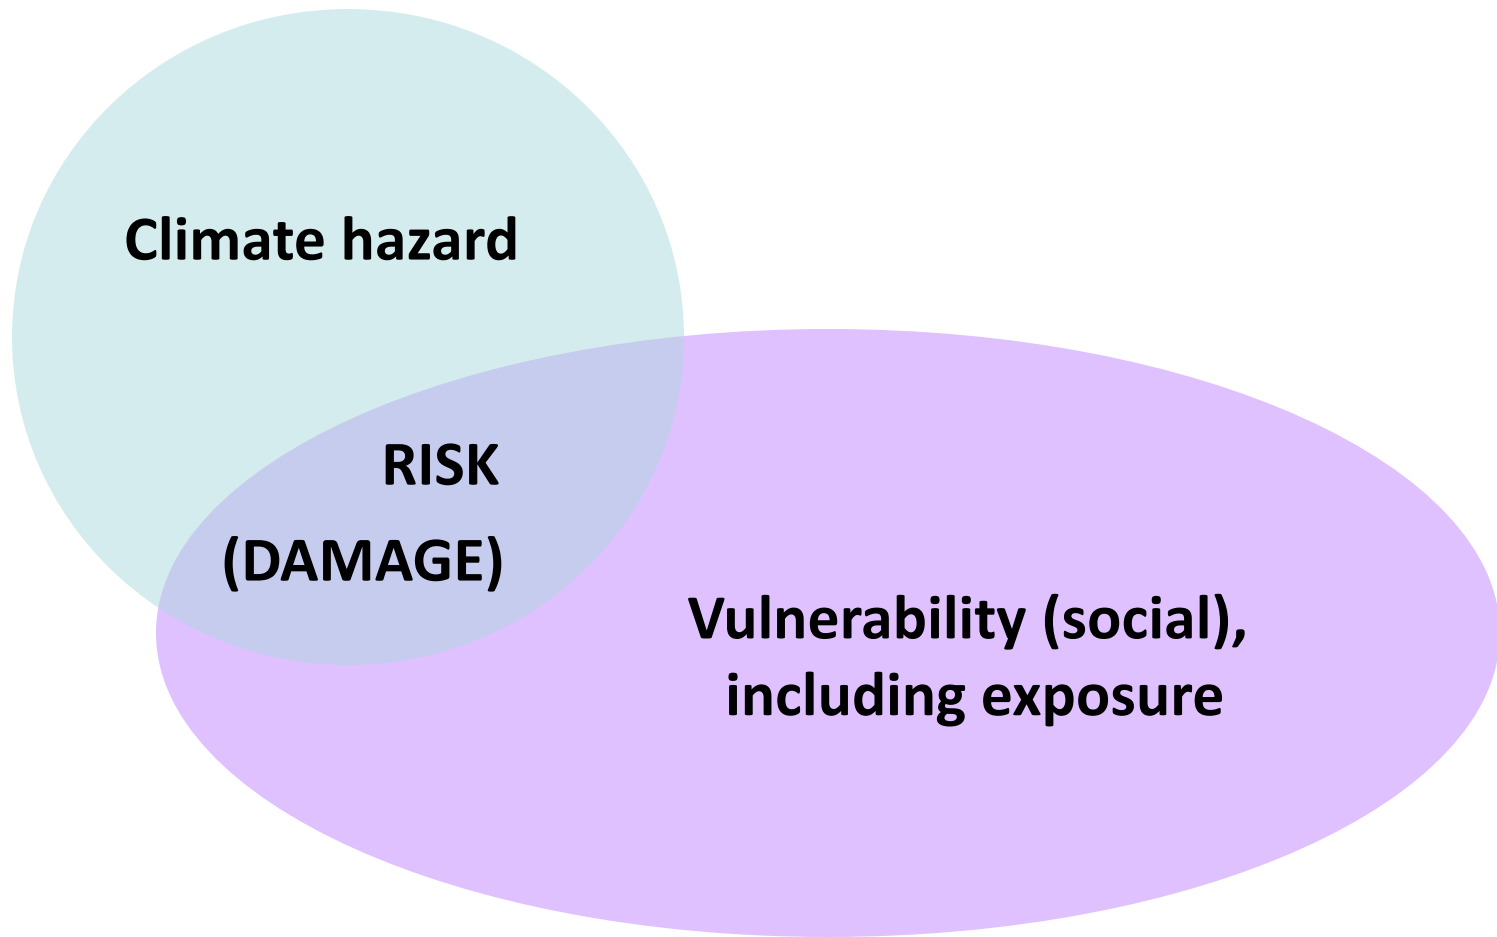 Climate hazard
RISK
(DAMAGE)
Vulnerability (social),
including exposure